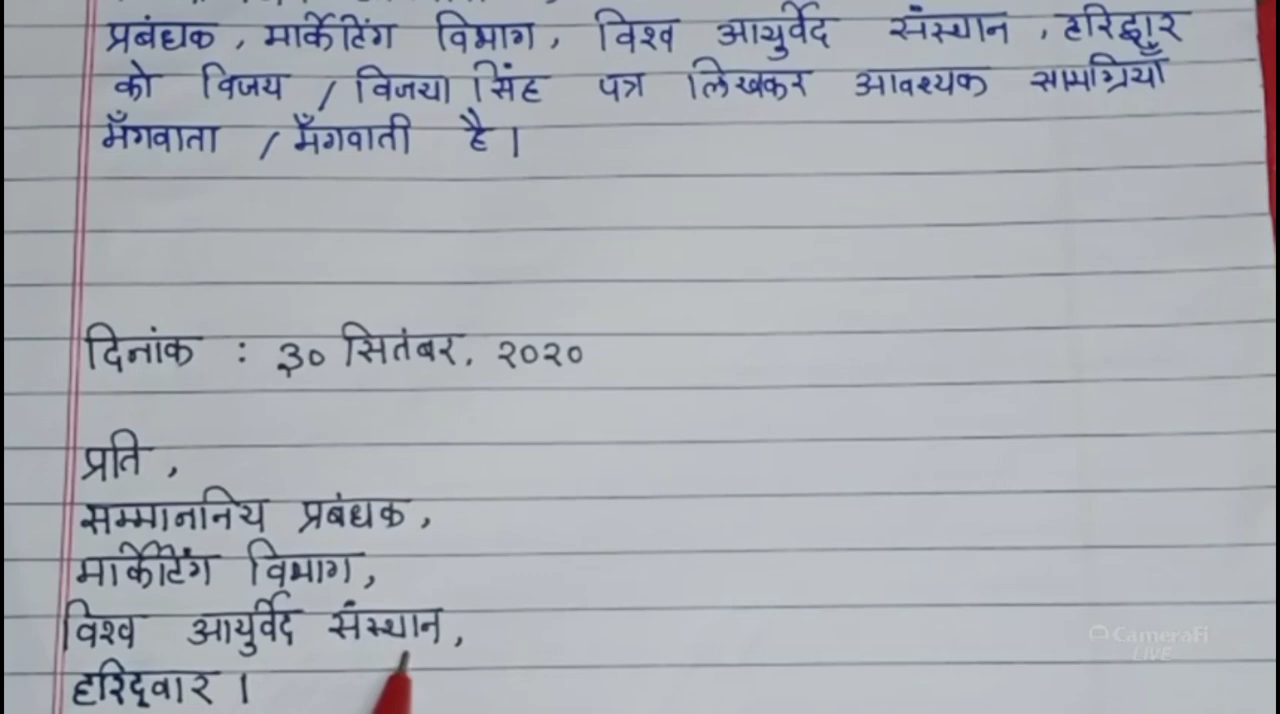 प्रबंधक, मार्केटिंग विभाग, विश्व आयुर्वेद संस्थान, हरिद्वार
को विजय / विजया सिंह पत्र लिखकर आवश्यक सामग्रियाँ
मँगवाता / मँगवाती है।
दिनांक : ३० सितंबर, २०२०
प्रति,
सम्माननिय प्रबंधक,
मार्केटिंग विभाग,
विश्व आयुर्वेद संस्थान,
हरिद्वार।
CameraFi
LIVE